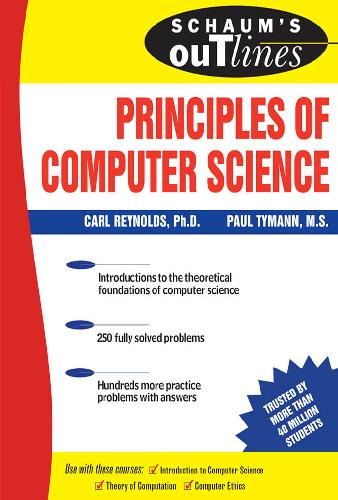 SCHAUM'S
OUTlines
PRINCIPLES OF
COMPUTER SCIENCE
CARL REYNOLDS, Ph.D. PAUL TYMANN, M.S.
Introductions to the theoretical
foundations of computer science
250 fully solved problems
Hundreds more practice
problems with answers
TRUSTED BY
MORE THAN
40 MILLION
STUDENTS
Use with these courses: Introduction to Computer Science
Theory of Computation Computer Ethics